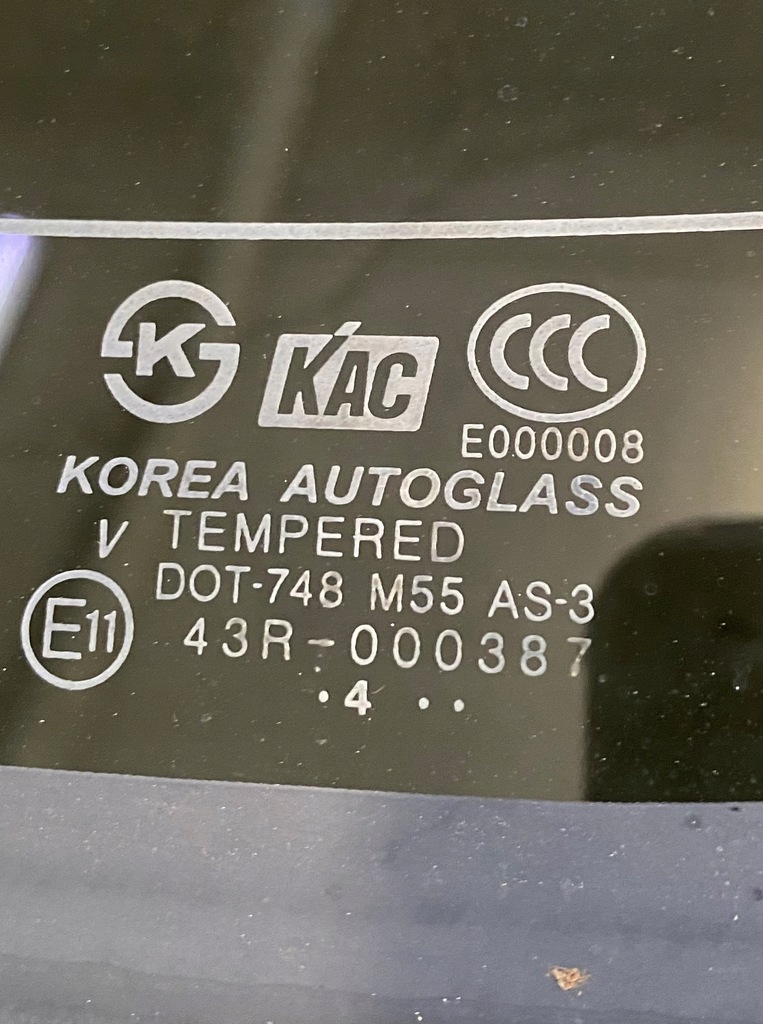 K KAC CCC
E000008
KOREA AUTOGLASS
V TEMPERED
DOT-748 M55 AS-3
E11 43R-000387
.4 ..